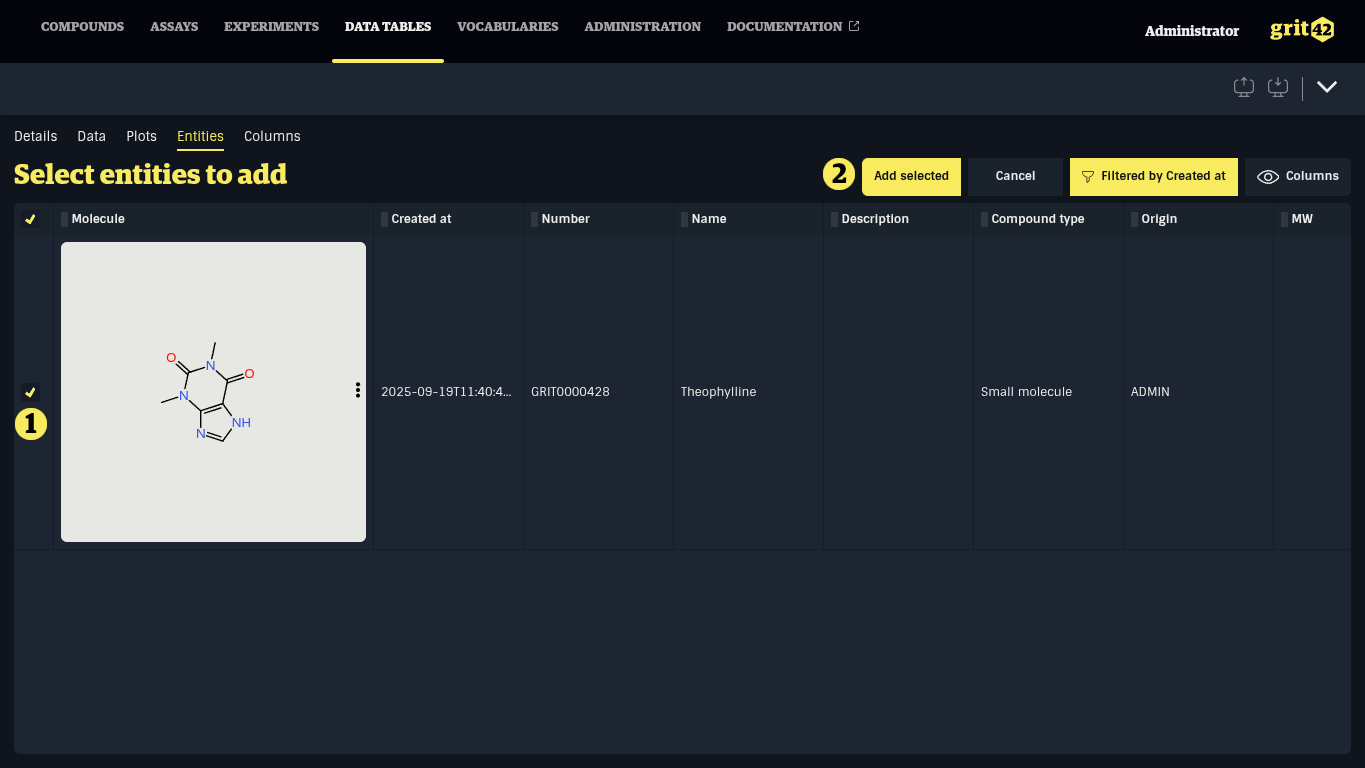 COMPOUNDS ASSAYS EXPERIMENTS DATA TABLES VOCABULARIES ADMINISTRATION DOCUMENTATION Administrator grit42
Details Data Plots Entities Columns
Select entities to add 2 Add selected Cancel Filtered by Created at Columns
Molecule Created at Number Name Description Compound type Origin MW
O N O N N NH
2025-09-19T11:40:4... GRIT0000428 Theophylline Small molecule ADMIN
1